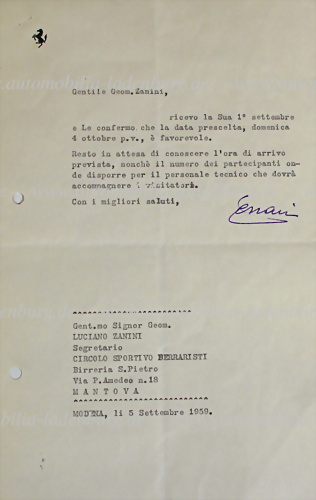 Gentile Geom.Zanini,
ricevo la Sua 1° settembre
e Le confermo che la data prescelta, domenica
4 ottobre p.v., è favorevole.
Resto in attesa di conoscere l'ora di arrivo
prevista, nonchè il numero dei partecipanti on-
de disporre per il personale tecnico che dovrà
accompagnare i visitatori.
Con i migliori saluti,
Ferrari
Gent.mo Signor Geom.
LUCIANO ZANINI
Segretario
CIRCOLO SPORTIVO FERRARISTI
Birreria S.Pietro
Via P.Amedeo n.18
M A N T O V A
MODENA, li 5 Settembre 1959.